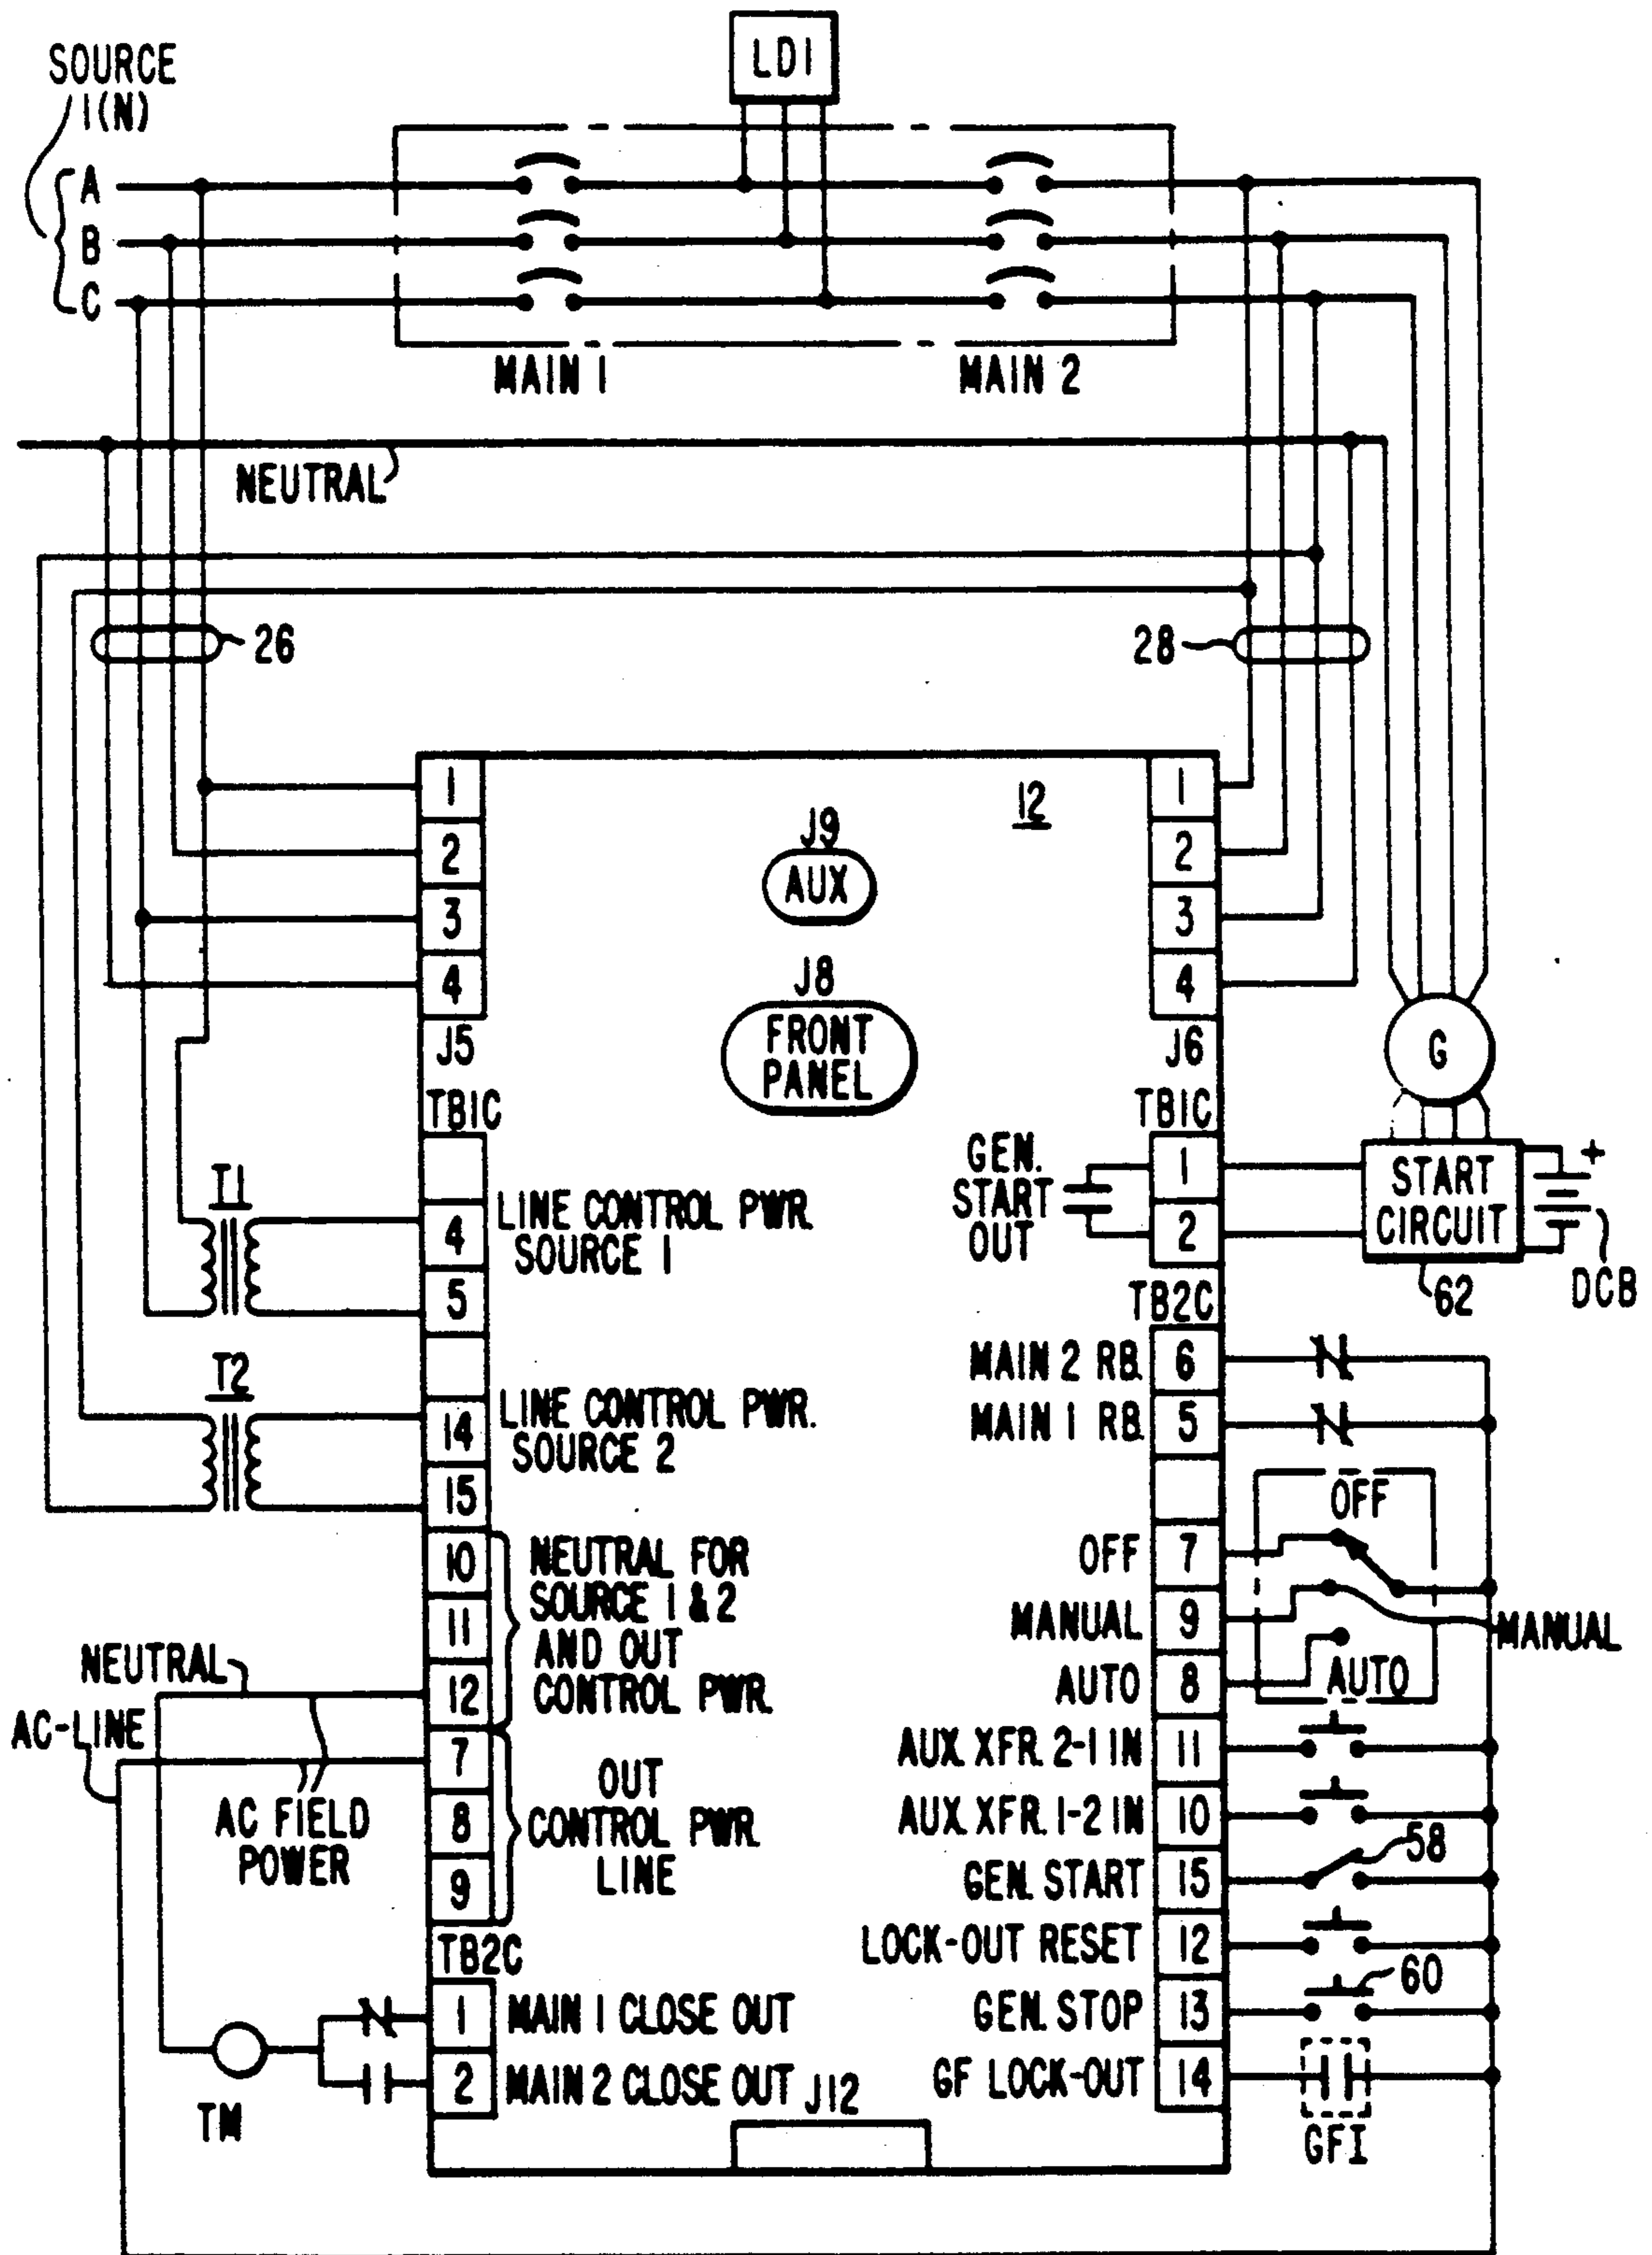 LD1
SOURCE
1(N)
A
B
C
MAIN 1
MAIN 2
NEUTRAL
26
28
1
2
3
4
J5
12
J9
AUX
J8
FRONT
PANEL
1
2
3
4
J6
G
TB1C
4
5
LINE CONTROL PWR.
SOURCE 1
T1
T2
14
15
LINE CONTROL PWR.
SOURCE 2
10
11
12
NEUTRAL FOR
SOURCE 1 & 2
AND OUT
CONTROL PWR.
NEUTRAL
AC-LINE
AC FIELD
POWER
7
8
9
OUT
CONTROL PWR.
LINE
TB2C
1
MAIN 1 CLOSE OUT
2
MAIN 2 CLOSE OUT
TM
J12
TB1C
GEN.
START
OUT
1
2
START
CIRCUIT
62
+
DCB
TB2C
MAIN 2 RB. 6
MAIN 1 RB. 5
OFF
OFF 7
MANUAL 9
MANUAL
AUTO 8
AUTO
AUX. XFR. 2-1 IN 11
AUX. XFR. 1-2 IN 10
58
GEN. START 15
LOCK-OUT RESET 12
60
GEN. STOP 13
GF LOCK-OUT 14
GFI